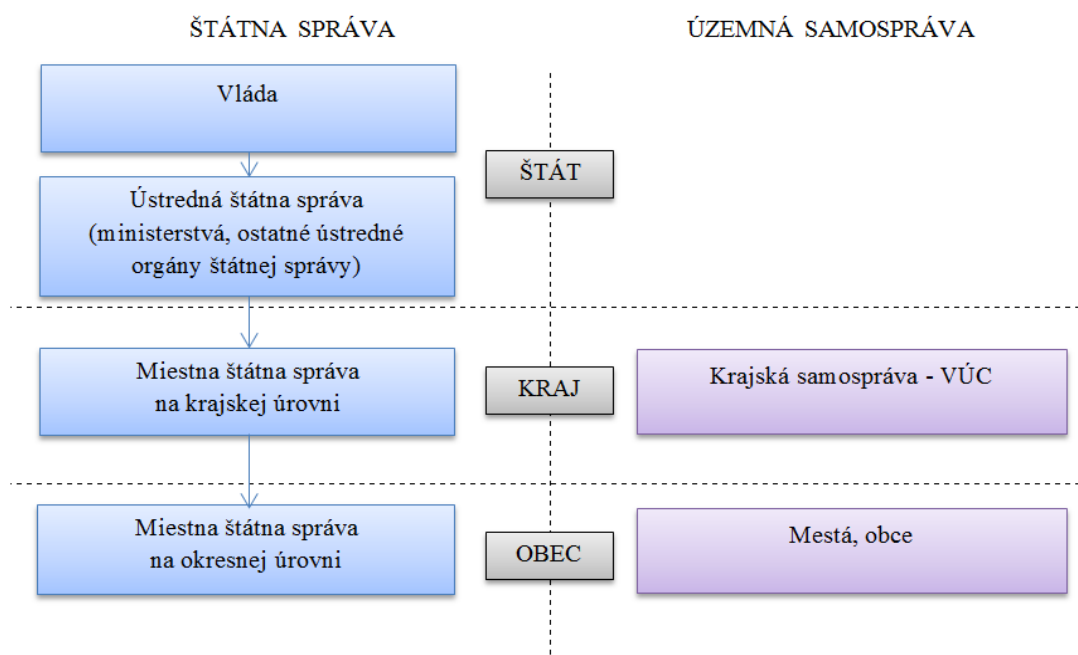 ŠTÁTNA SPRÁVA
ÚZEMNÁ SAMOSPRÁVA
Vláda
ŠTÁT
Ústredná štátna správa
(ministerstvá, ostatné ústredné
orgány štátnej správy)
Miestna štátna správa
na krajskej úrovni
KRAJ
Krajská samospráva - VÚC
Miestna štátna správa
na okresnej úrovni
OBEC
Mestá, obce